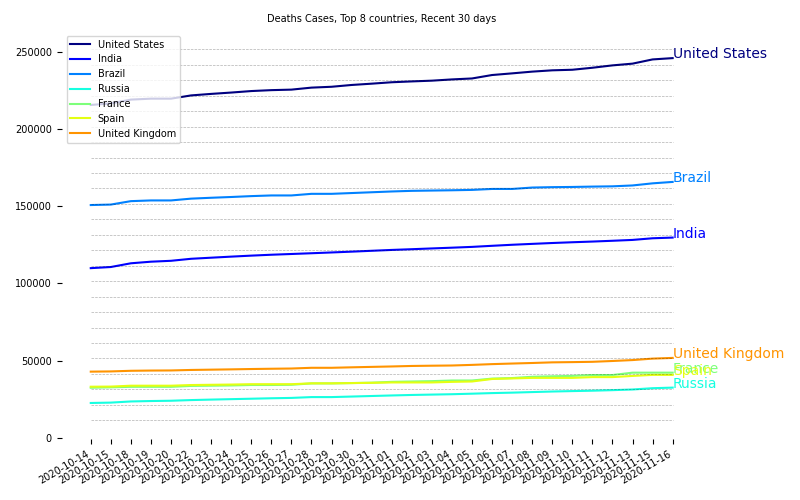 Deaths Cases, Top 8 countries, Recent 30 days
United States
India
Brazil
Russia
France
Spain
United Kingdom
250000
200000
150000
100000
50000
0
United States
Brazil
India
United Kingdom
France
Spain
Russia
2020-10-14
2020-10-15
2020-10-18
2020-10-19
2020-10-20
2020-10-22
2020-10-23
2020-10-24
2020-10-25
2020-10-26
2020-10-27
2020-10-28
2020-10-29
2020-10-30
2020-10-31
2020-11-01
2020-11-02
2020-11-03
2020-11-04
2020-11-05
2020-11-06
2020-11-07
2020-11-08
2020-11-09
2020-11-10
2020-11-11
2020-11-12
2020-11-13
2020-11-15
2020-11-16